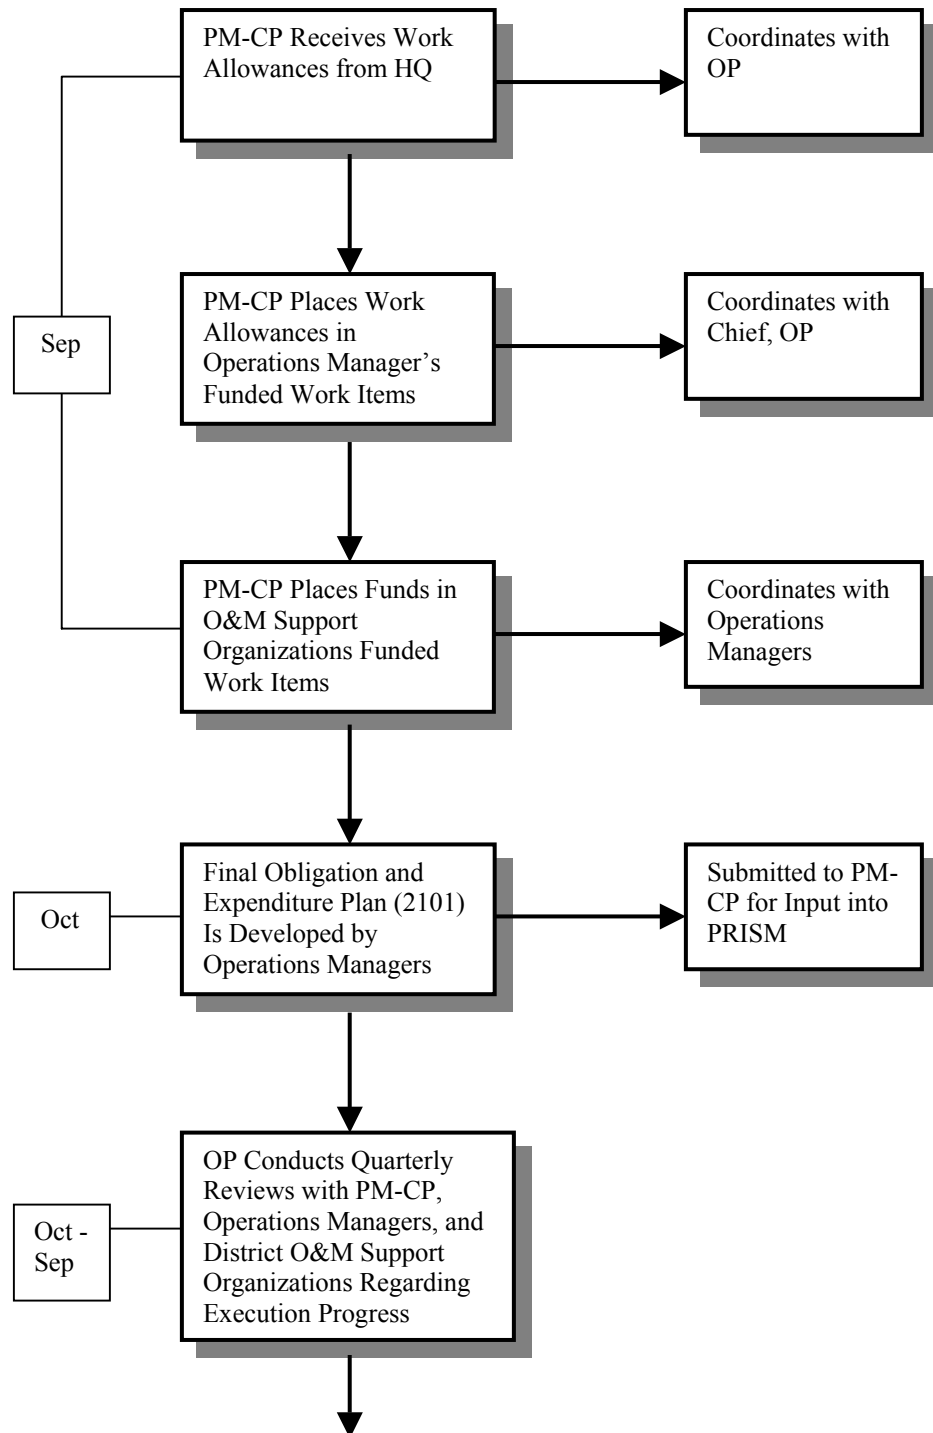 PM-CP Receives Work
Allowances from HQ
Coordinates with
OP
Sep
PM-CP Places Work
Allowances in
Operations Manager’s
Funded Work Items
Coordinates with
Chief, OP
PM-CP Places Funds in
O&M Support
Organizations Funded
Work Items
Coordinates with
Operations
Managers
Oct
Final Obligation and
Expenditure Plan (2101)
Is Developed by
Operations Managers
Submitted to PM-
CP for Input into
PRISM
Oct -
Sep
OP Conducts Quarterly
Reviews with PM-CP,
Operations Managers, and
District O&M Support
Organizations Regarding
Execution Progress